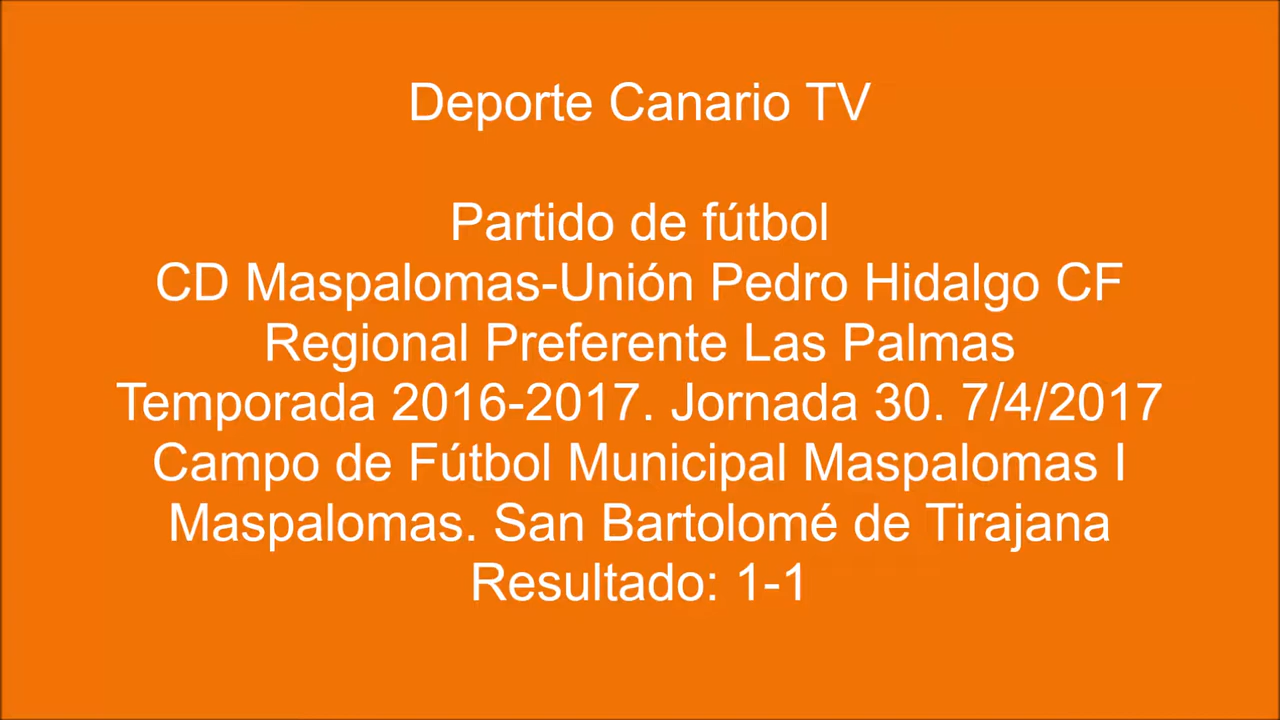 Deporte Canario TV
Partido de fútbol
CD Maspalomas-Unión Pedro Hidalgo CF
Regional Preferente Las Palmas
Temporada 2016-2017. Jornada 30. 7/4/2017
Campo de Fútbol Municipal Maspalomas I
Maspalomas. San Bartolomé de Tirajana
Resultado: 1-1